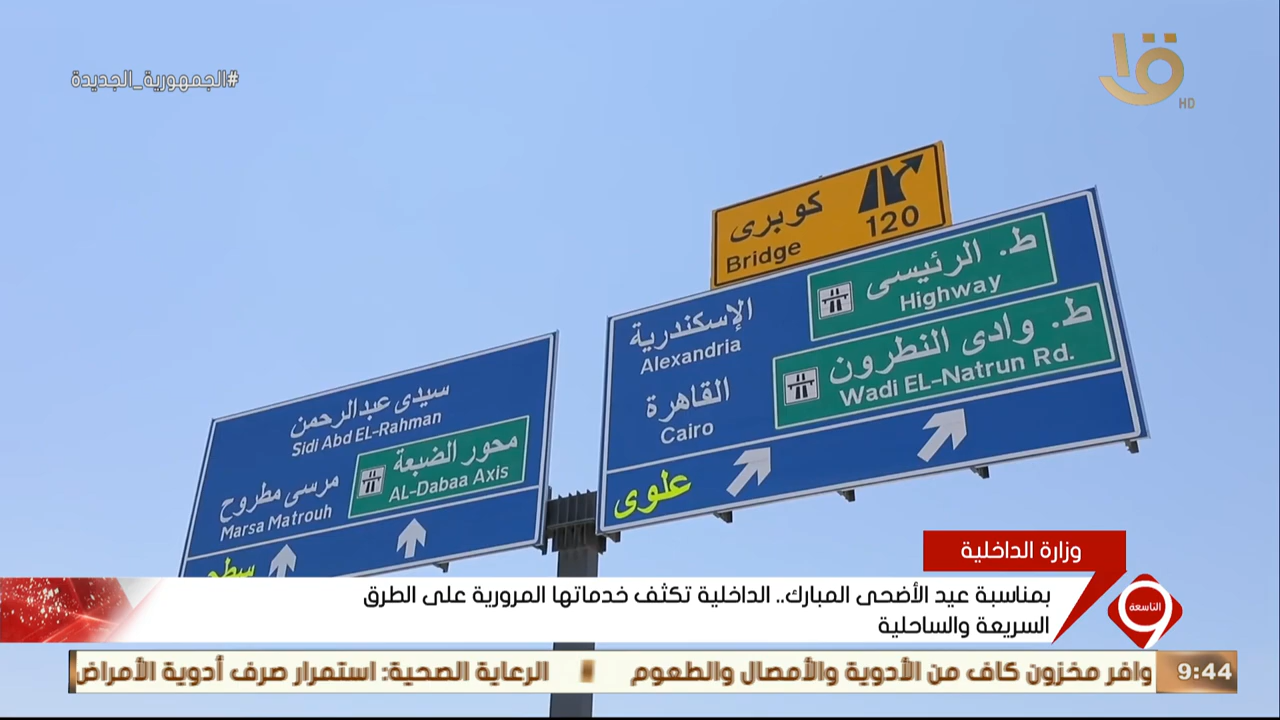 #الجمهورية_الجديدة
HD
كوبرى
Bridge
120
ط. الرئيسى
Highway
الإسكندرية
Alexandria
ط. وادى النطرون
Wadi EL-Natrun Rd.
القاهرة
Cairo
علوى
سيدى عبدالرحمن
Sidi Abd EL-Rahman
محور الضبعة
AL-Dabaa Axis
مرسى مطروح
Marsa Matrouh
وزارة الداخلية
بمناسبة عيد الأضحى المبارك.. الداخلية تكثف خدماتها المرورية على الطرق
السريعة والساحلية
التاسعة
9
9:44
وافر مخزون كاف من الأدوية والأمصال والطعوم
الرعاية الصحية: استمرار صرف أدوية الأمراض